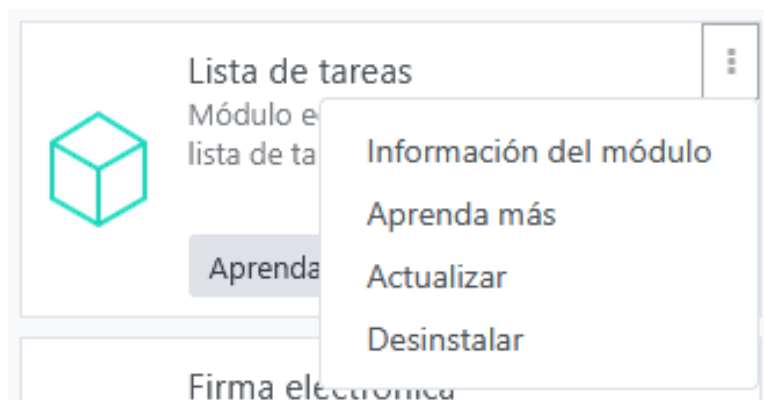 Lista de tareas
Módulo e
lista de ta
Información del módulo
Aprenda más
Actualizar
Desinstalar
Aprenda
Firma electrónica